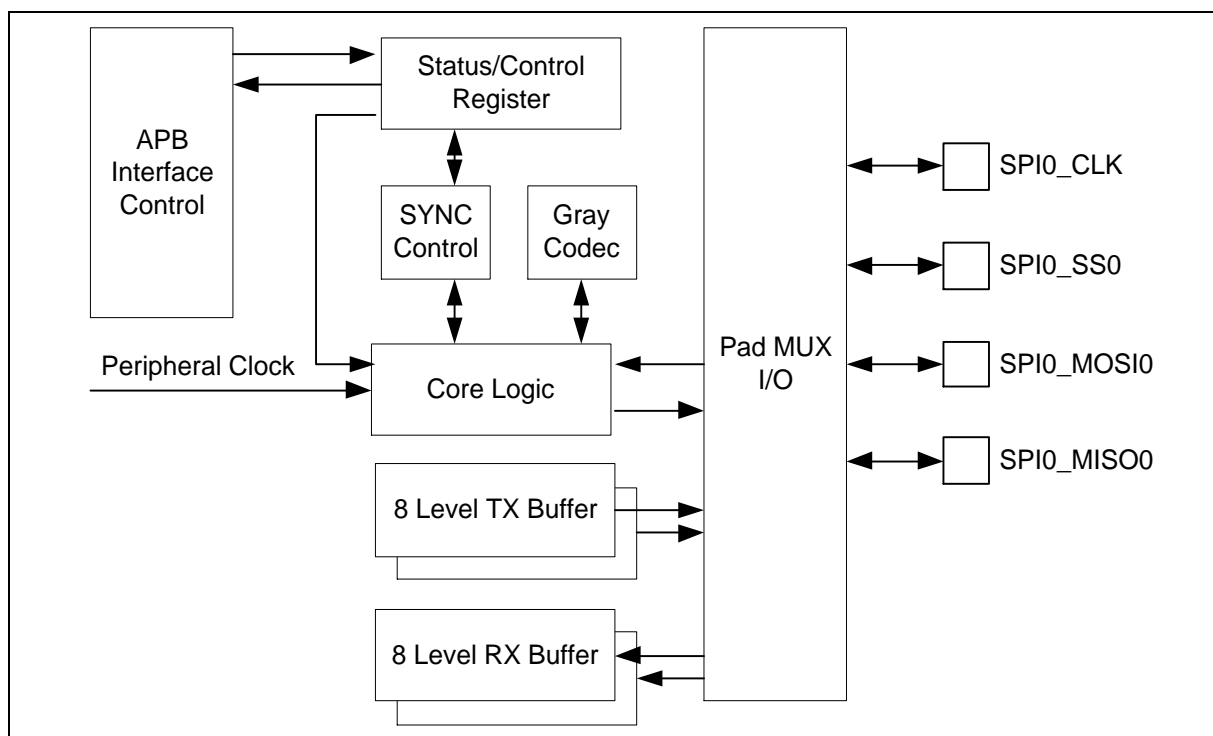 APB
Interface
Control
Status/Control
Register
SYNC
Control
Gray
Codec
Peripheral Clock
Core Logic
8 Level TX Buffer
8 Level RX Buffer
Pad MUX
I/O
SPI0_CLK
SPI0_SS0
SPI0_MOSI0
SPI0_MISO0